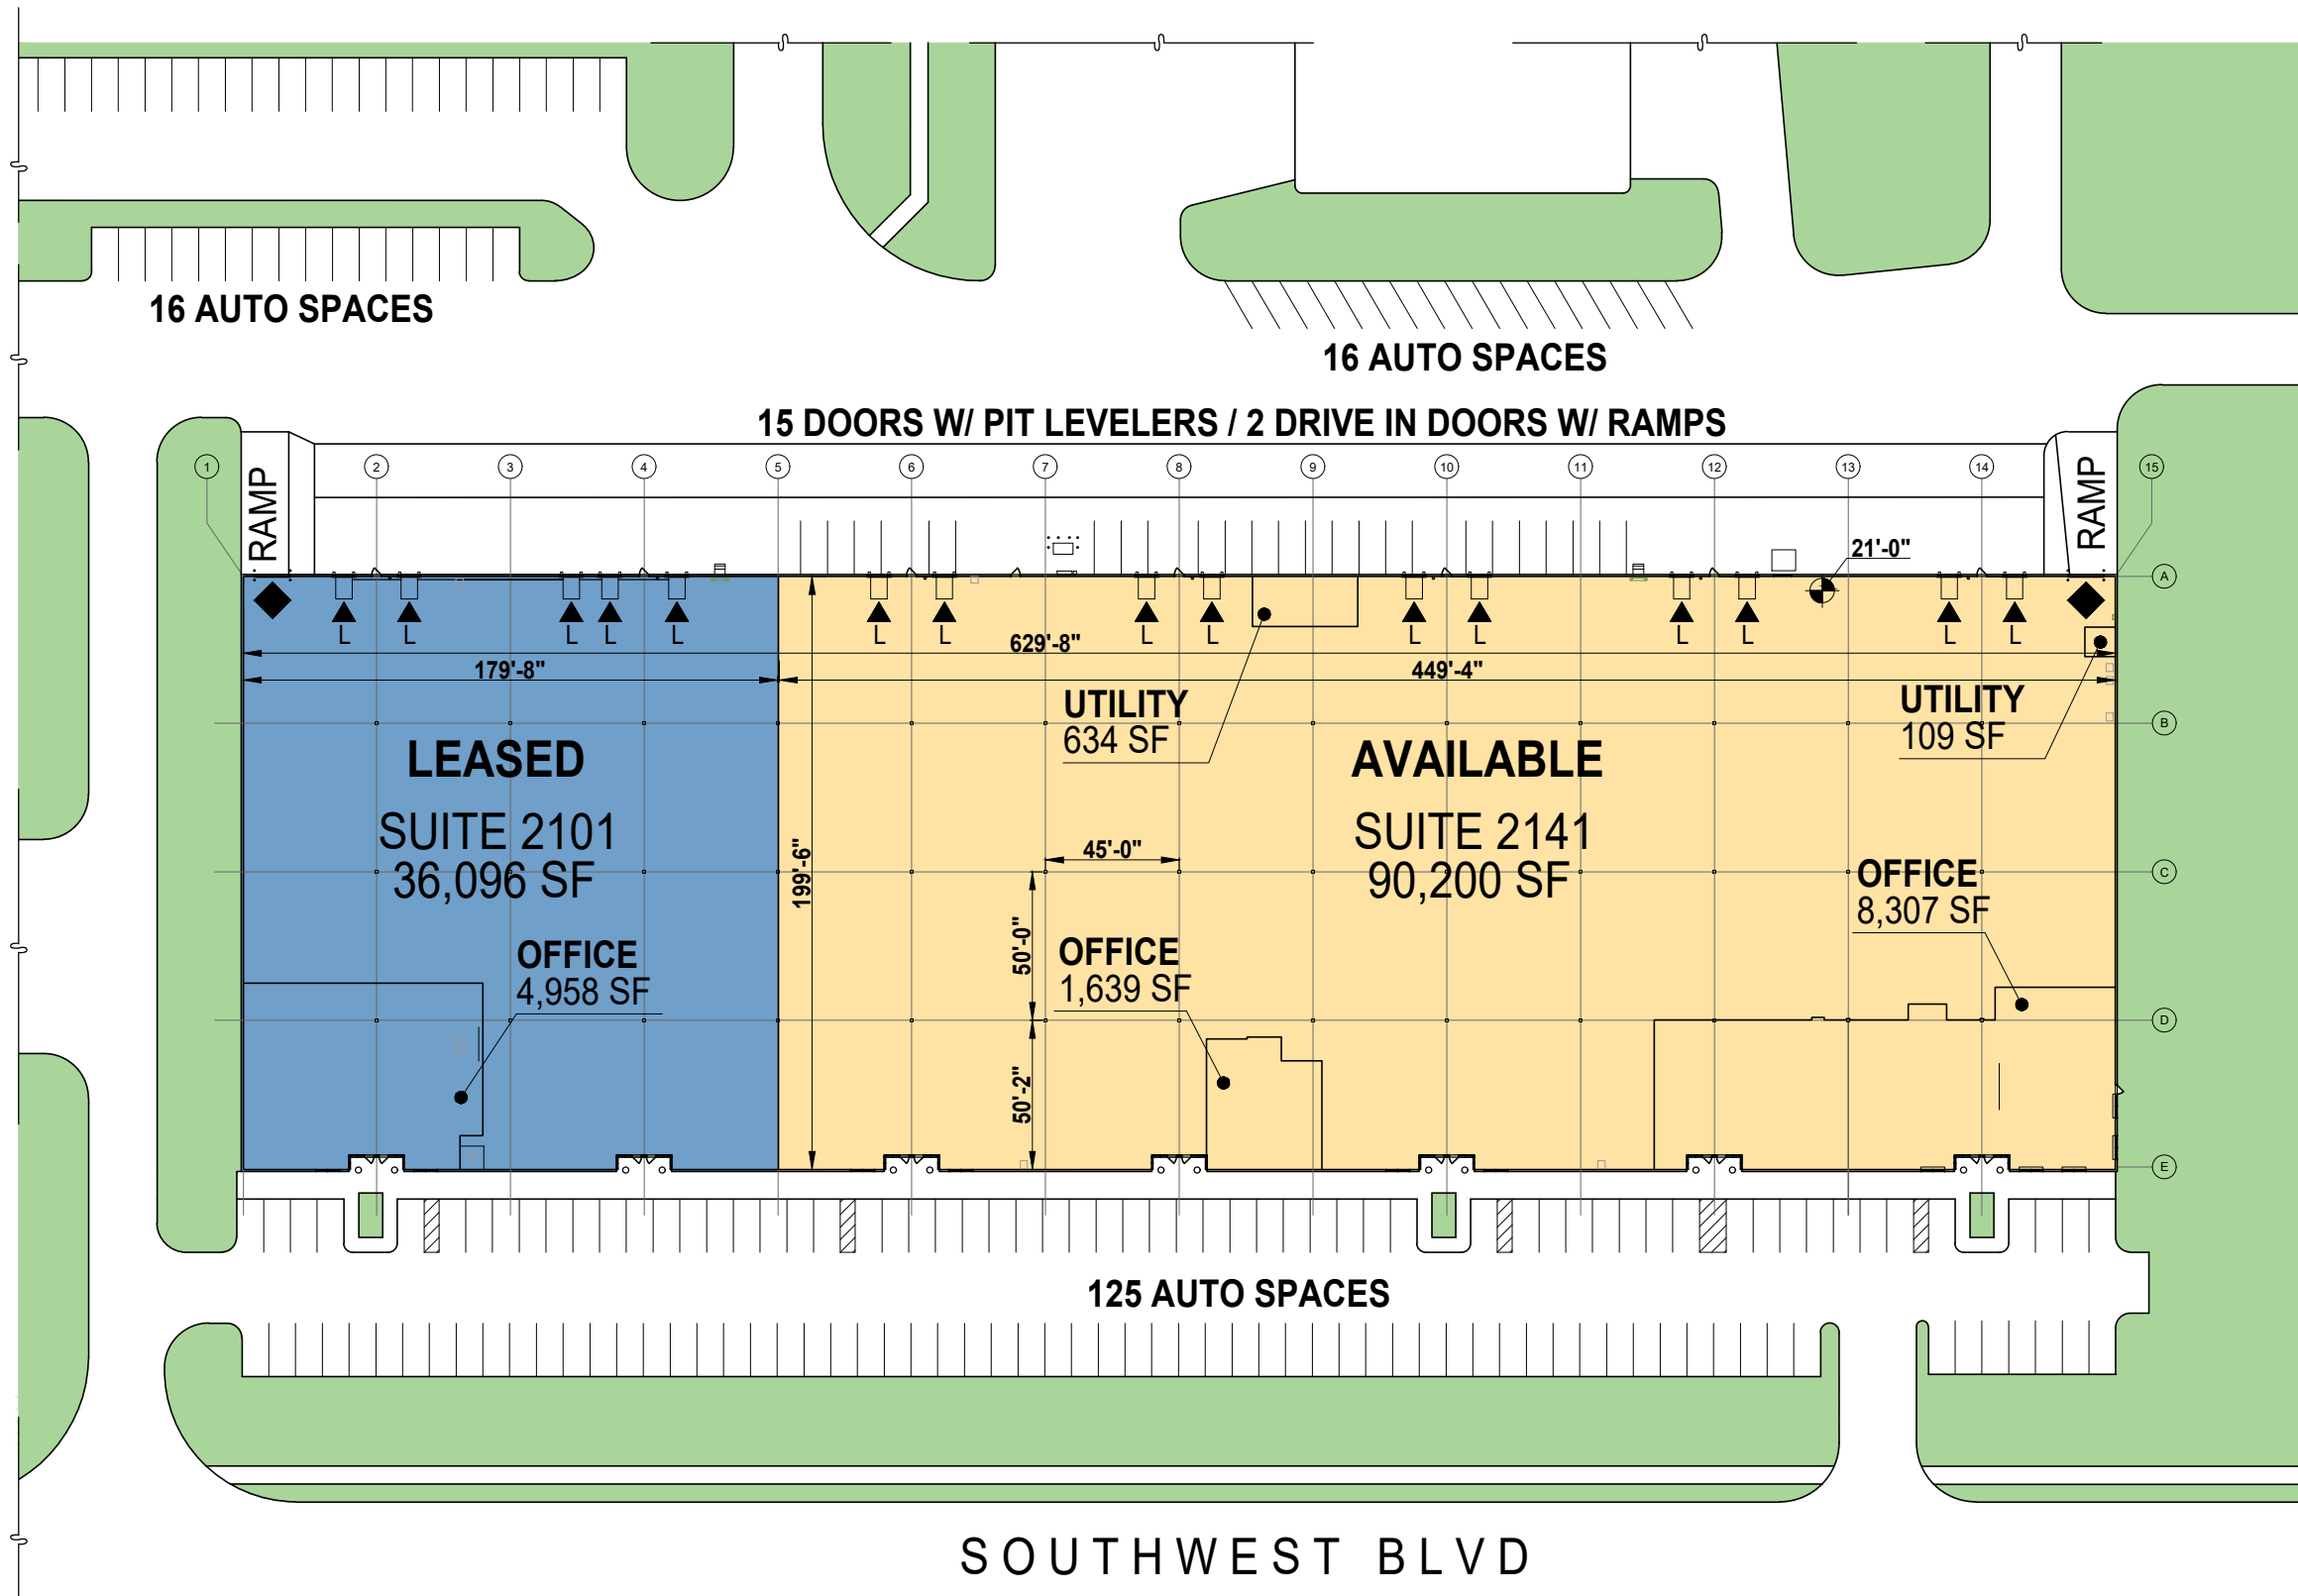 16 AUTO SPACES
16 AUTO SPACES
15 DOORS W/ PIT LEVELERS / 2 DRIVE IN DOORS W/ RAMPS
1 2 3 4 5 6 7 8 9 10 11 12 13 14 15
RAMP
RAMP
21'-0"
A
L L L L L L L L L L L L L L L
629'-8"
179'-8"
449'-4"
UTILITY
634 SF
UTILITY
109 SF
B
LEASED
SUITE 2101
36,096 SF
AVAILABLE
SUITE 2141
90,200 SF
199'-6"
45'-0"
50'-0"
50'-2"
C
OFFICE
4,958 SF
OFFICE
1,639 SF
OFFICE
8,307 SF
D
E
125 AUTO SPACES
SOUTHWEST BLVD